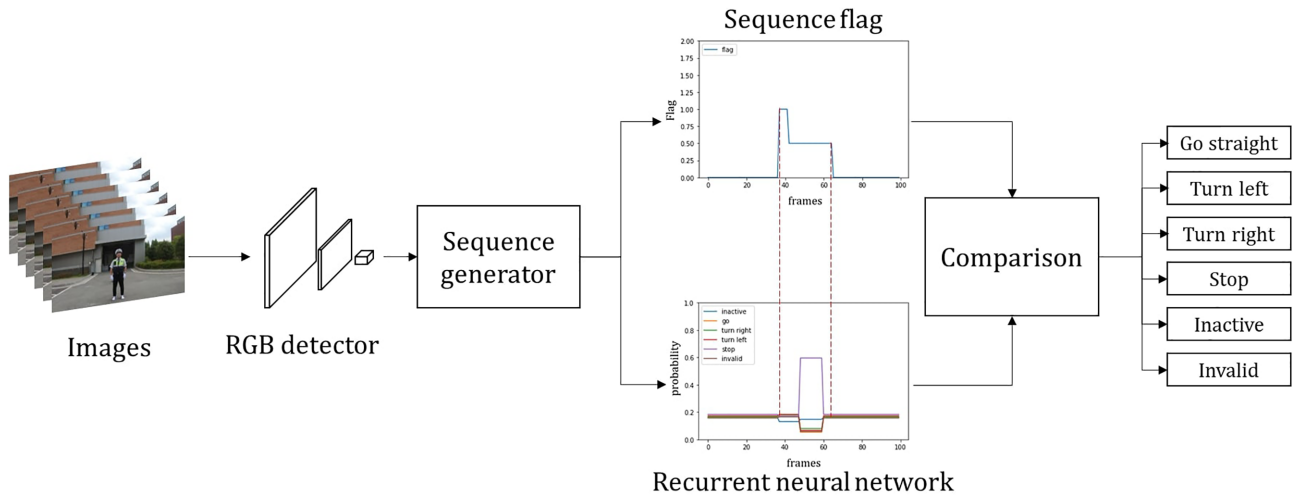 Sequence flag
2.00
1.75
1.50
1.25
1.00
0.75
0.50
0.25
0.00
Flag
flag
0
20
40
60
80
100
frames
Images
RGB detector
Sequence
generator
1.0
0.8
0.6
0.4
0.2
0.0
probability
inactive
go
turn right
turn left
stop
invalid
0
20
40
60
80
100
frames
Recurrent neural network
Comparison
Go straight
Turn left
Turn right
Stop
Inactive
Invalid